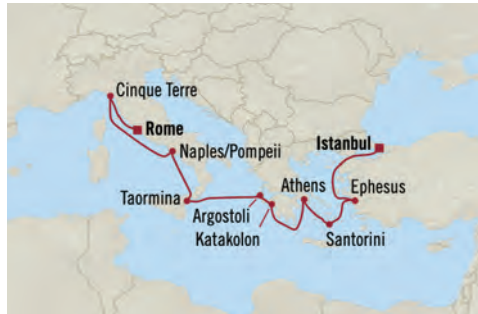 Cinque Terre
Rome
Istanbul
Naples/Pompeii
Athens
Ephesus
Taormina
Argostoli
Katakolon
Santorini